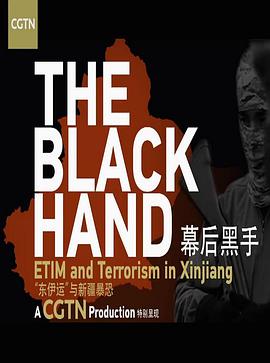 CGTN
THE
BLACK
HAND 幕后黑手
ETIM and Terrorism in Xinjiang
“东伊运”与新疆暴恐
A CGTN Production 特别呈现